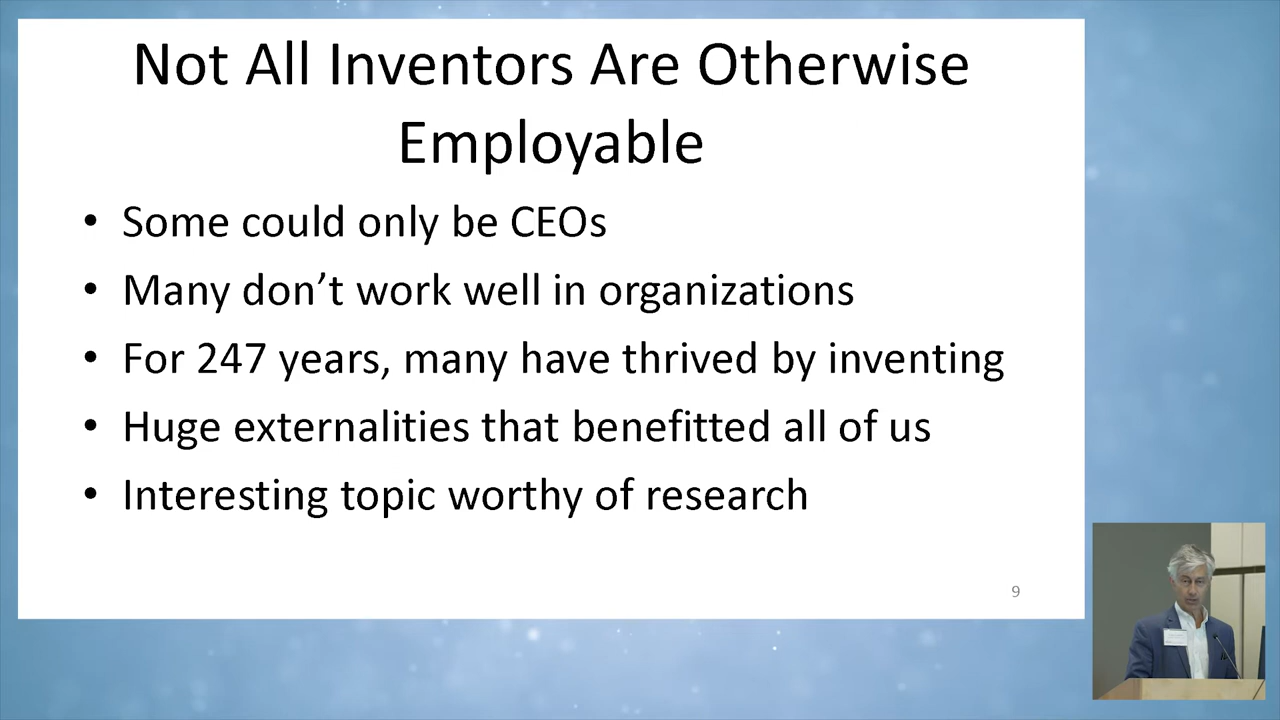 Not All Inventors Are Otherwise
Employable
• Some could only be CEOs
• Many don’t work well in organizations
• For 247 years, many have thrived by inventing
• Huge externalities that benefitted all of us
• Interesting topic worthy of research
9